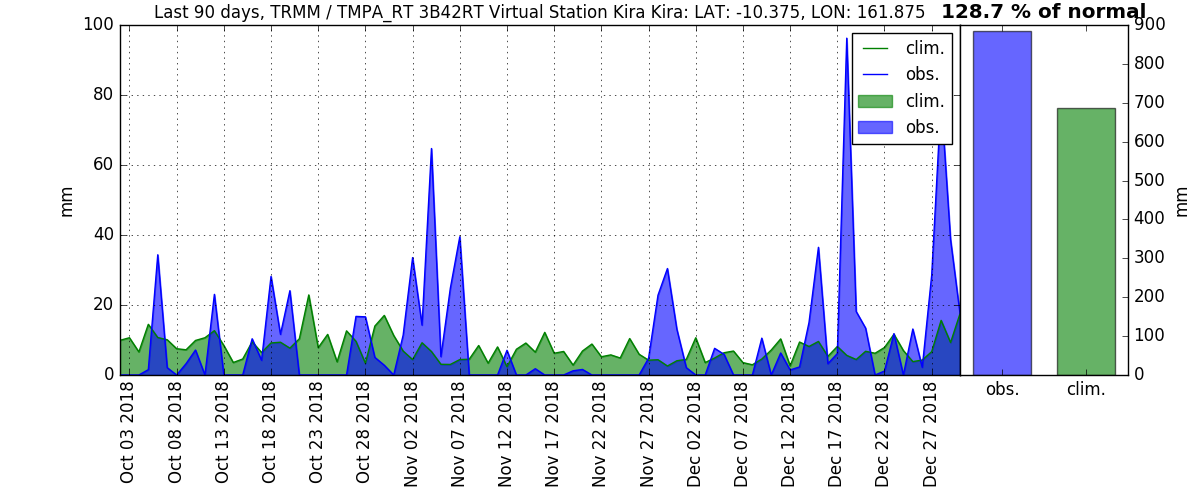 Last 90 days, TRMM / TMPA_RT 3B42RT Virtual Station Kira Kira: LAT: -10.375, LON: 161.875 128.7 % of normal
100
80
60
40
20
0
mm
clim.
obs.
clim.
obs.
900
800
700
600
500
400
300
200
100
0
mm
obs. clim.
Oct 03 2018
Oct 08 2018
Oct 13 2018
Oct 18 2018
Oct 23 2018
Oct 28 2018
Nov 02 2018
Nov 07 2018
Nov 12 2018
Nov 17 2018
Nov 22 2018
Nov 27 2018
Dec 02 2018
Dec 07 2018
Dec 12 2018
Dec 17 2018
Dec 22 2018
Dec 27 2018